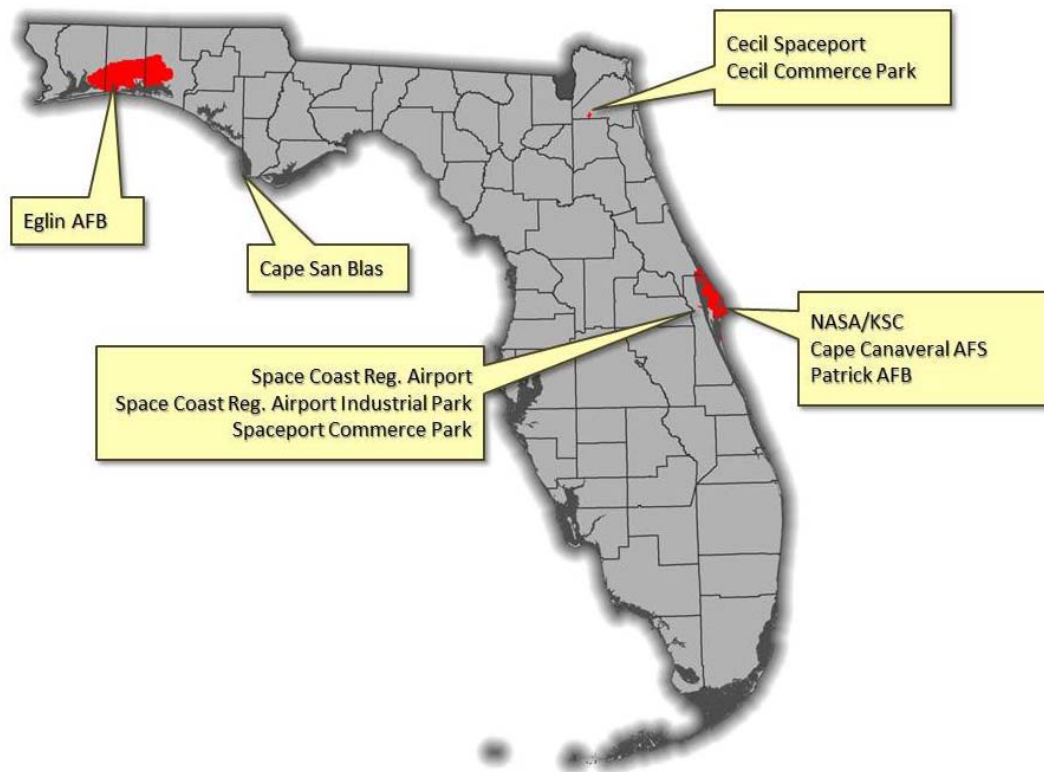 Cecil Spaceport
Cecil Commerce Park
Eglin AFB
Cape San Blas
NASA/KSC
Cape Canaveral AFS
Patrick AFB
Space Coast Reg. Airport
Space Coast Reg. Airport Industrial Park
Spaceport Commerce Park